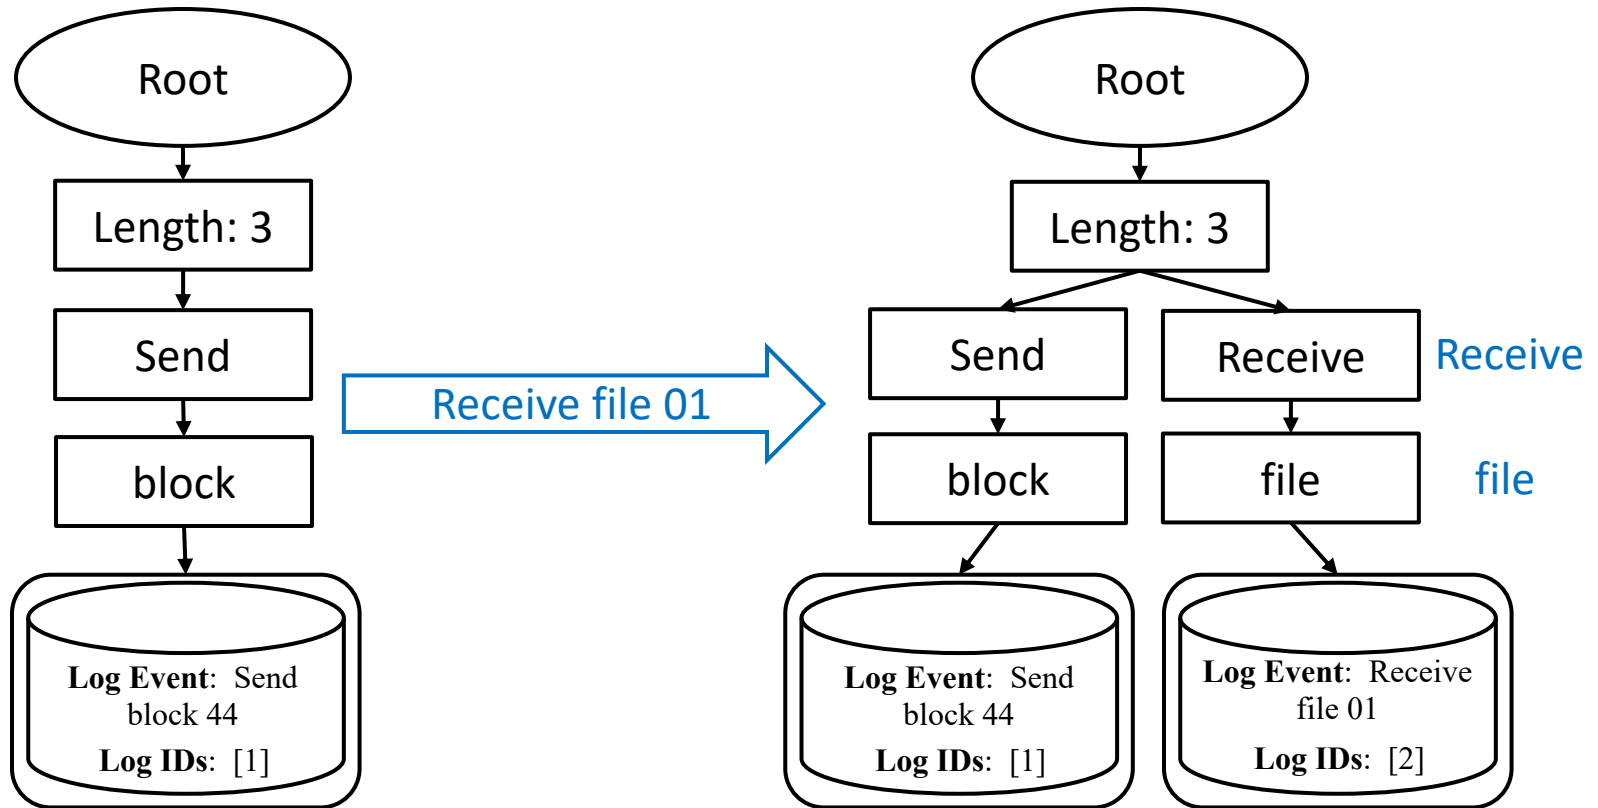 Root
Length: 3
Send
block
Log Event: Send
block 44
Log IDs: [1]
Receive file 01
Root
Length: 3
Send
Receive
Receive
block
file
file
Log Event: Send
block 44
Log IDs: [1]
Log Event: Receive
file 01
Log IDs: [2]